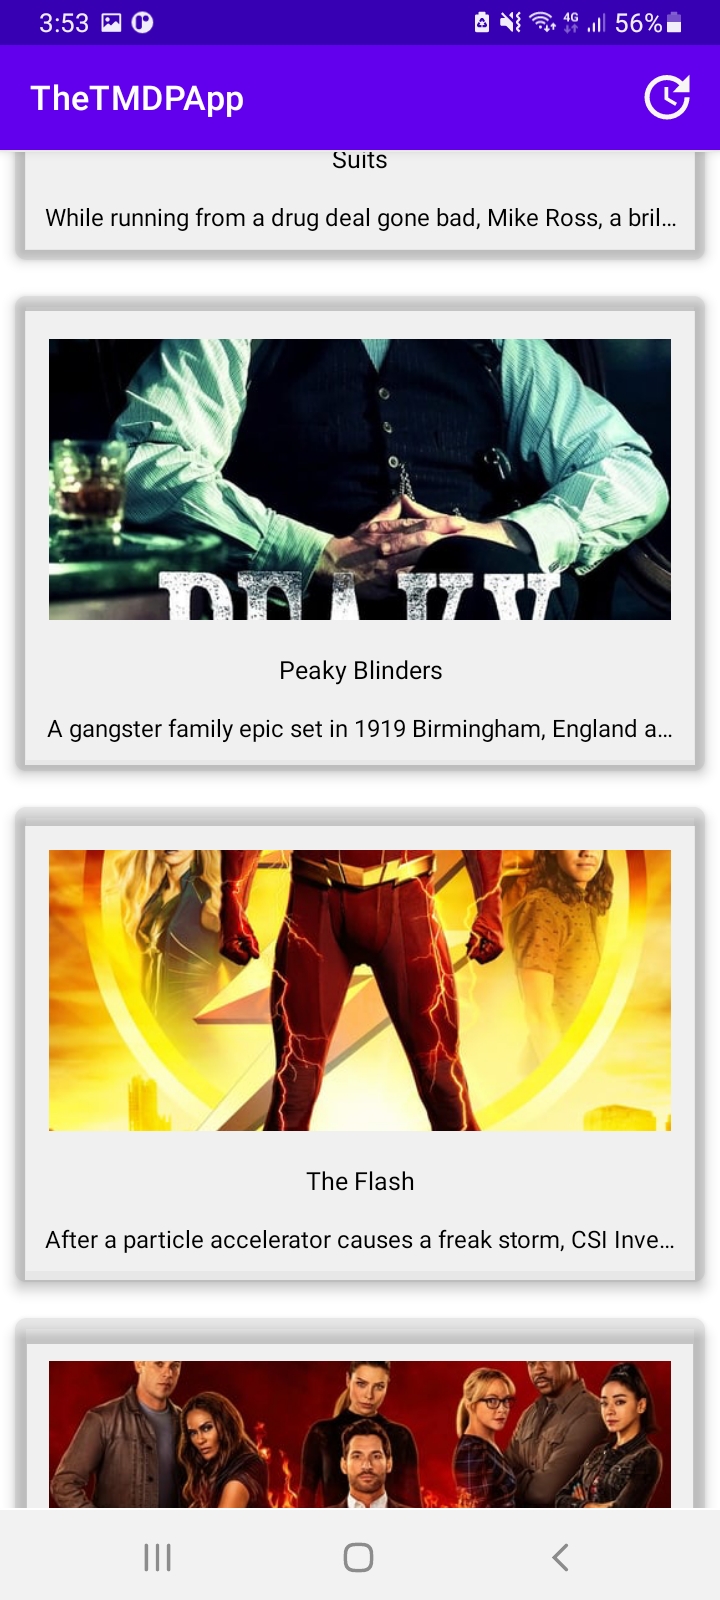 3:53
4G
56%
TheTMDPApp
Suits
While running from a drug deal gone bad, Mike Ross, a bril...
PEAKY
Peaky Blinders
A gangster family epic set in 1919 Birmingham, England a...
The Flash
After a particle accelerator causes a freak storm, CSI Inve...